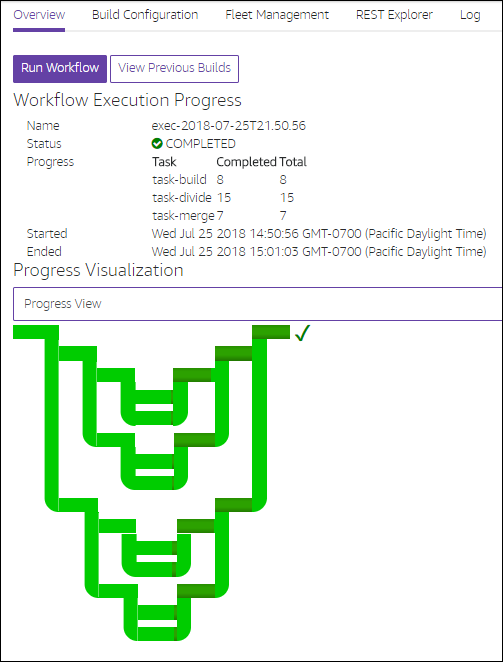 Overview Build Configuration Fleet Management REST Explorer Log
Run Workflow View Previous Builds
Workflow Execution Progress
Name exec-2018-07-25T21.50.56
Status COMPLETED
Progress Task Completed Total
task-build 8 8
task-divide 15 15
task-merge 7 7
Started Wed Jul 25 2018 14:50:56 GMT-0700 (Pacific Daylight Time)
Ended Wed Jul 25 2018 15:01:03 GMT-0700 (Pacific Daylight Time)
Progress Visualization
Progress View